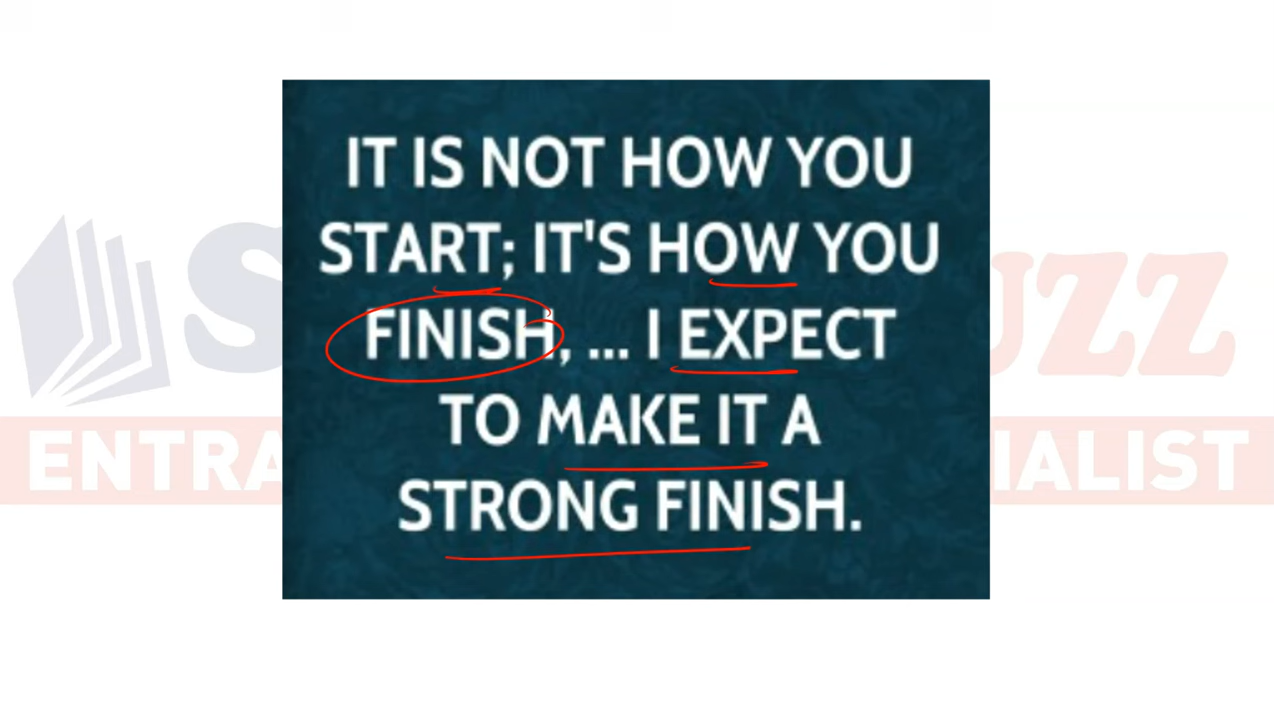 IT IS NOT HOW YOU
START; IT'S HOW YOU
FINISH, ... I EXPECT
TO MAKE IT A
STRONG FINISH.